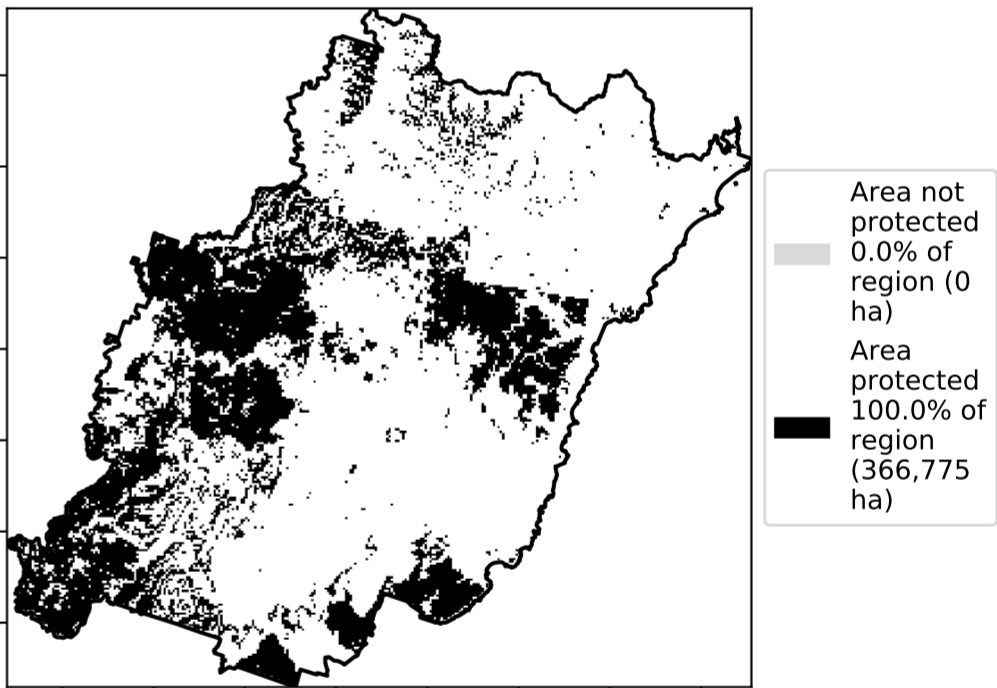 Area not
protected
0.0% of
region (0
ha)
Area
protected
100.0% of
region
(366,775
ha)